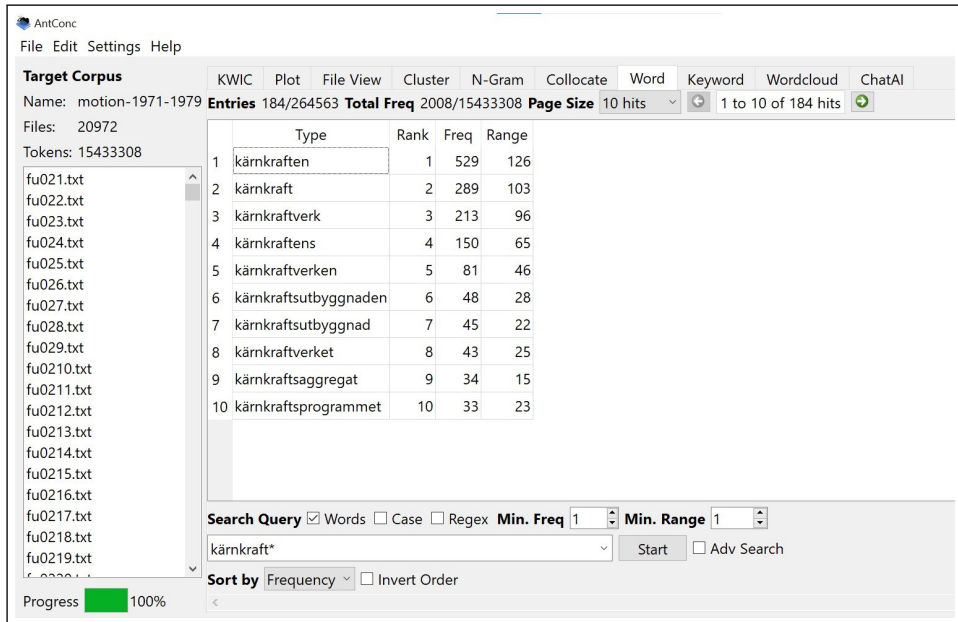 AntConc
File Edit Settings Help
Target Corpus
Name: motion-1971-1979
Files: 20972
Tokens: 15433308
fu021.txt
fu022.txt
fu023.txt
fu024.txt
fu025.txt
fu026.txt
fu027.txt
fu028.txt
fu029.txt
fu0210.txt
fu0211.txt
fu0212.txt
fu0213.txt
fu0214.txt
fu0215.txt
fu0216.txt
fu0217.txt
fu0218.txt
fu0219.txt
Progress 100%
KWIC Plot File View Cluster N-Gram Collocate Word Keyword Wordcloud ChatAI
Entries 184/264563 Total Freq 2008/15433308 Page Size 10 hits 1 to 10 of 184 hits
Type Rank Freq Range
1 kärnkraften 1 529 126
2 kärnkraft 2 289 103
3 kärnkraftverk 3 213 96
4 kärnkraftens 4 150 65
5 kärnkraftverken 5 81 46
6 kärnkraftsutbyggnaden 6 48 28
7 kärnkraftsutbyggnad 7 45 22
8 kärnkraftverket 8 43 25
9 kärnkraftsaggregat 9 34 15
10 kärnkraftsprogrammet 10 33 23
Search Query Words Case Regex Min. Freq 1 Min. Range 1
kärnkraft* Start Adv Search
Sort by Frequency Invert Order